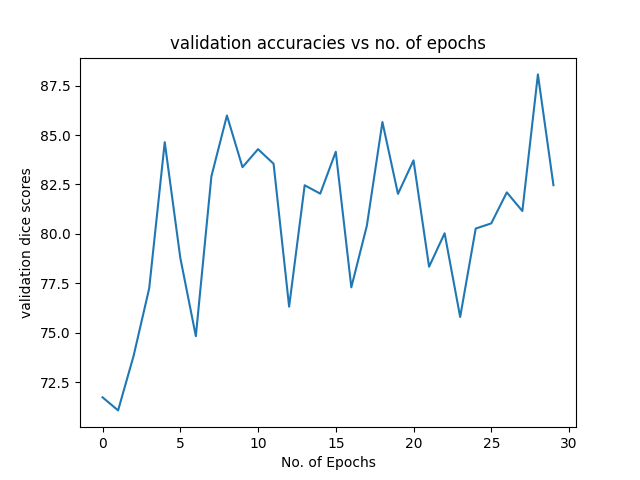 validation accuracies vs no. of epochs
validation dice scores
87.5
85.0
82.5
80.0
77.5
75.0
72.5
0 5 10 15 20 25 30
No. of Epochs